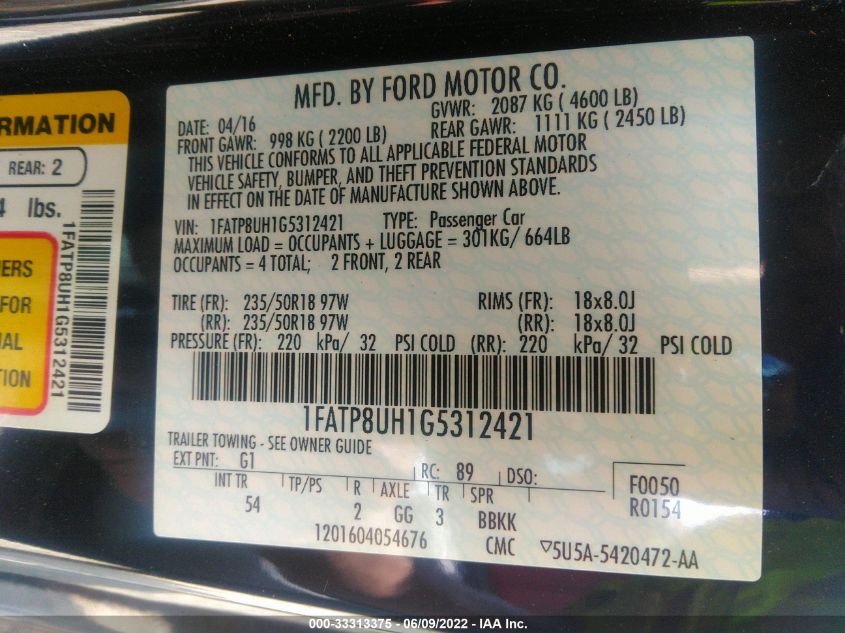 RMATION
REAR: 2
4 lbs.
ERS
FOR
AL
ION
1FATP8UH1G5312421
MFD. BY FORD MOTOR CO.
DATE: 04/16 GVWR: 2087 KG ( 4600 LB)
FRONT GAWR: 998 KG ( 2200 LB) REAR GAWR: 1111 KG ( 2450 LB)
THIS VEHICLE CONFORMS TO ALL APPLICABLE FEDERAL MOTOR
VEHICLE SAFETY, BUMPER, AND THEFT PREVENTION STANDARDS
IN EFFECT ON THE DATE OF MANUFACTURE SHOWN ABOVE.
VIN: 1FATP8UH1G5312421 TYPE: Passenger Car
MAXIMUM LOAD = OCCUPANTS + LUGGAGE = 301KG/ 664LB
OCCUPANTS = 4 TOTAL; 2 FRONT, 2 REAR
TIRE (FR): 235/50R18 97W RIMS (FR): 18x8.0J
(RR): 235/50R18 97W (RR): 18x8.0J
PRESSURE (FR): 220 kPa/ 32 PSI COLD (RR): 220 kPa/ 32 PSI COLD
1FATP8UH1G5312421
TRAILER TOWING - SEE OWNER GUIDE
EXT PNT: G1 RC: 89 DSO: F0050
INT TR TP/PS R AXLE TR SPR R0154
54 2 GG 3 BBKK
1201604054676 CMC ▽5U5A-5420472-AA
000-33313375 - 06/09/2022 - IAA Inc.